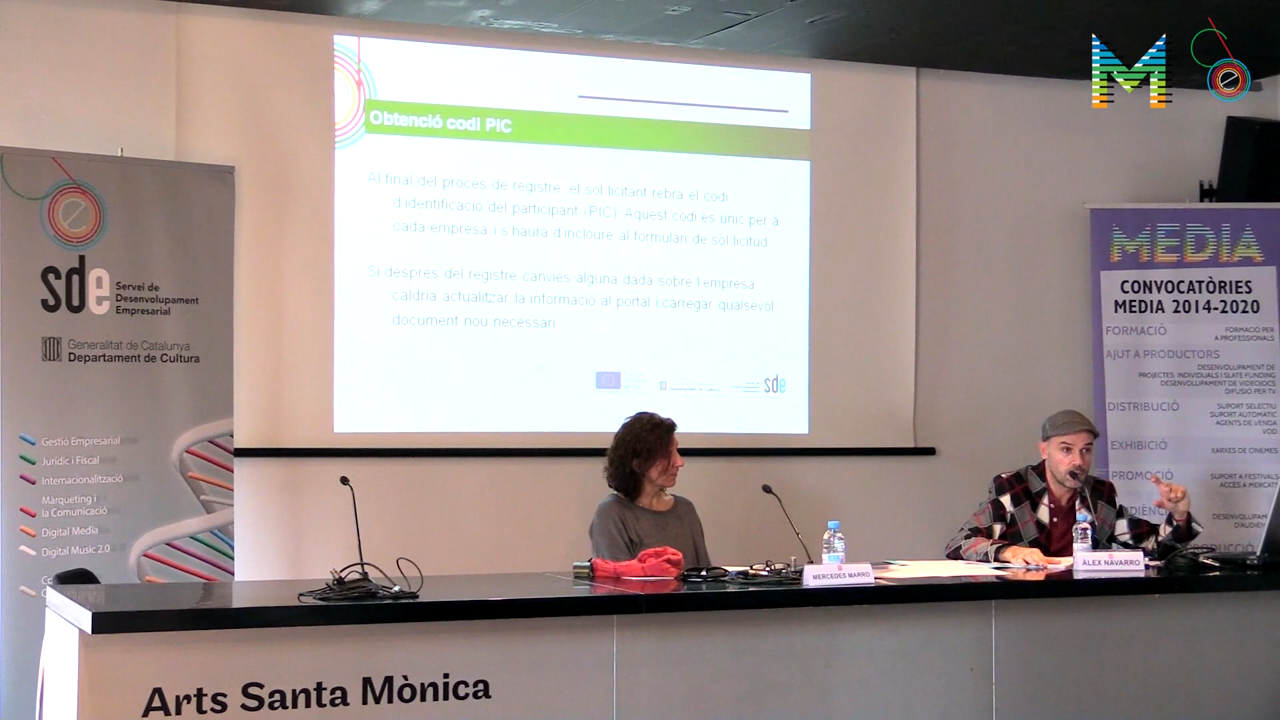 M
e
Obtenció codi PIC
Al final del procés de registre, el sol·licitant rebrà el codi
d'identificació del participant (PIC). Aquest codi és únic per a
cada empresa i s'haurà d'incloure al formulari de sol·licitud.
Si després del registre canvies alguna dada sobre l'empresa
caldria actualitzar la informació al portal i carregar qualsevol
document nou necessari
sde
e
sde
Servei de
Desenvolupament
Empresarial
Generalitat de Catalunya
Departament de Cultura
Gestió Empresarial
Jurídic i Fiscal
Internacionalització
Màrqueting i
la Comunicació
Digital Media
Digital Music 2.0
MEDIA
CONVOCATÒRIES
MEDIA 2014-2020
FORMACIÓ
FORMACIÓ PER
A PROFESSIONALS
AJUT A PRODUCTORS
DESENVOLUPAMENT DE
PROJECTES: INDIVIDUALS I SLATE FUNDING
DESENVOLUPAMENT DE VIDEOJOCS
DIFUSIÓ PER TV
DISTRIBUCIÓ
SUPORT SELECTIU
SUPORT AUTOMÀTIC
AGENTS DE VENDA
VOD
EXHIBICIÓ
XARXES DE CINEMES
PROMOCIÓ
SUPORT A FESTIVALS
ACCÉS A MERCAT
MERCEDES MARRO
ÀLEX NAVARRO
Arts Santa Mònica